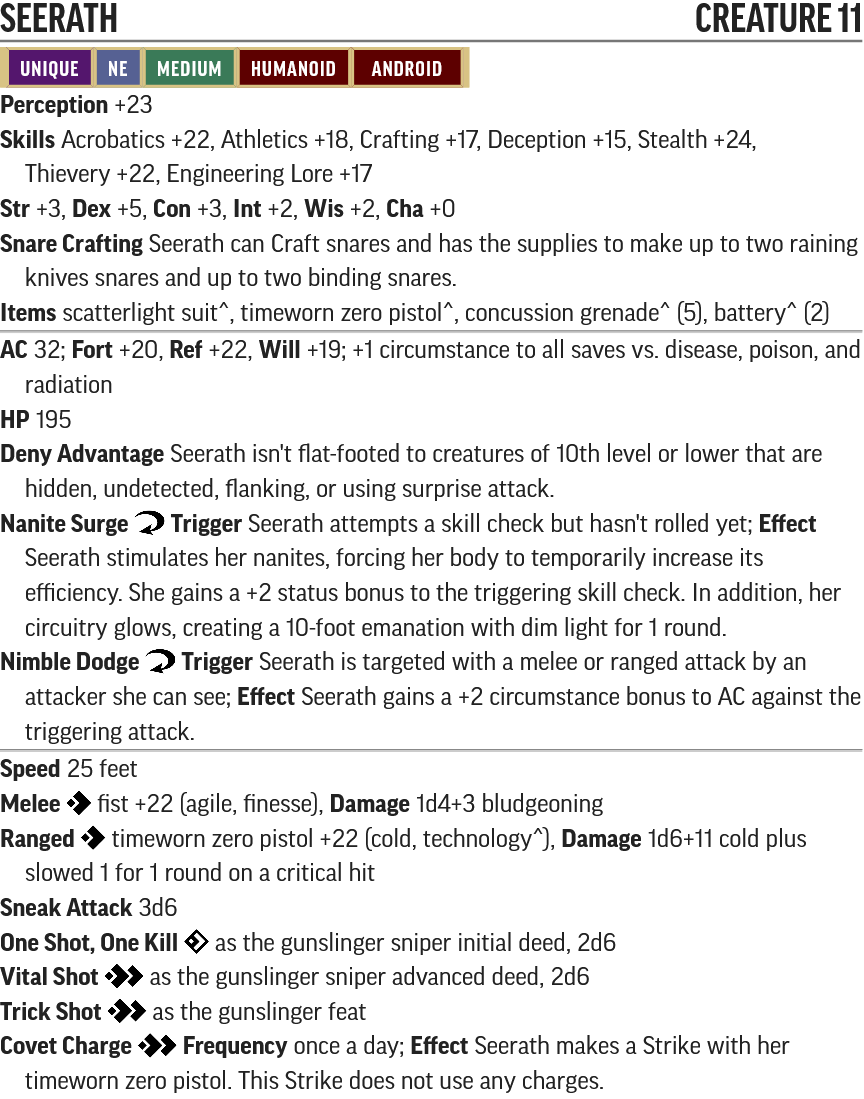 SEERATH CREATURE 11
UNIQUE NE MEDIUM HUMANOID ANDROID
Perception +23
Skills Acrobatics +22, Athletics +18, Crafting +17, Deception +15, Stealth +24,
Thievery +22, Engineering Lore +17
Str +3, Dex +5, Con +3, Int +2, Wis +2, Cha +0
Snare Crafting Seerath can Craft snares and has the supplies to make up to two raining
knives snares and up to two binding snares.
Items scatterlight suit^, timeworn zero pistol^, concussion grenade^ (5), battery^ (2)
AC 32; Fort +20, Ref +22, Will +19; +1 circumstance to all saves vs. disease, poison, and
radiation
HP 195
Deny Advantage Seerath isn't flat-footed to creatures of 10th level or lower that are
hidden, undetected, flanking, or using surprise attack.
Nanite Surge Trigger Seerath attempts a skill check but hasn't rolled yet; Effect
Seerath stimulates her nanites, forcing her body to temporarily increase its
efficiency. She gains a +2 status bonus to the triggering skill check. In addition, her
circuitry glows, creating a 10-foot emanation with dim light for 1 round.
Nimble Dodge Trigger Seerath is targeted with a melee or ranged attack by an
attacker she can see; Effect Seerath gains a +2 circumstance bonus to AC against the
triggering attack.
Speed 25 feet
Melee fist +22 (agile, finesse), Damage 1d4+3 bludgeoning
Ranged timeworn zero pistol +22 (cold, technology^), Damage 1d6+11 cold plus
slowed 1 for 1 round on a critical hit
Sneak Attack 3d6
One Shot, One Kill as the gunslinger sniper initial deed, 2d6
Vital Shot as the gunslinger sniper advanced deed, 2d6
Trick Shot as the gunslinger feat
Covet Charge Frequency once a day; Effect Seerath makes a Strike with her
timeworn zero pistol. This Strike does not use any charges.